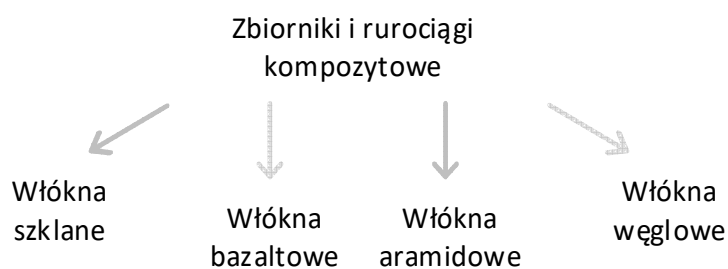 Zbiorniki i rurociągi
kompozytowe
Włókna
szklane
Włókna
bazaltowe
Włókna
aramidowe
Włókna
węglowe